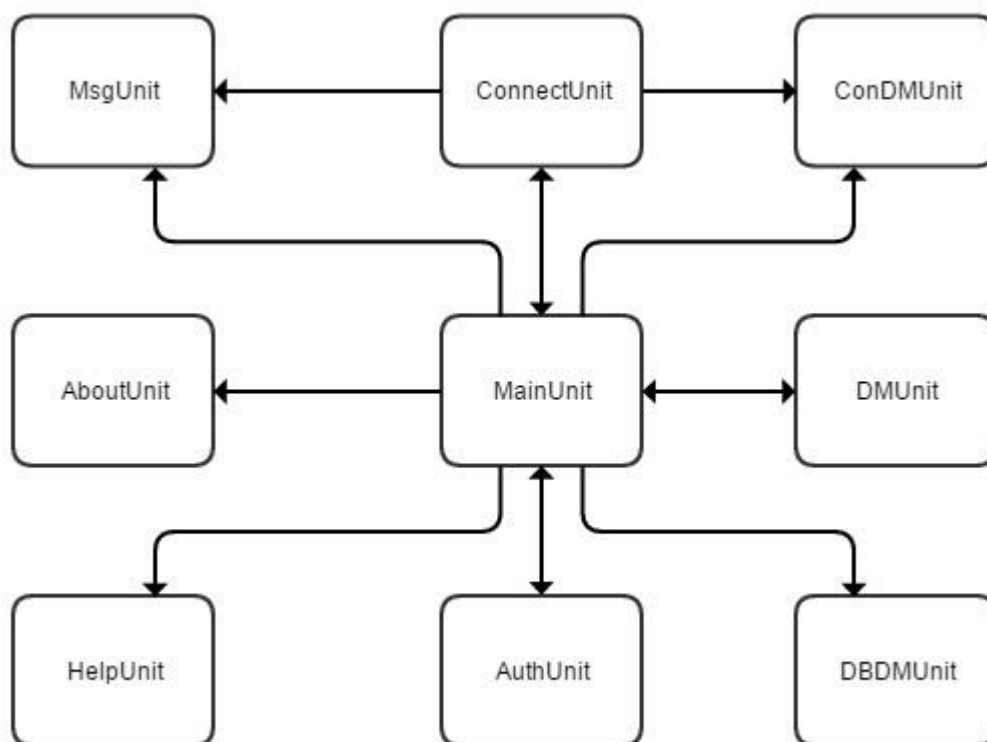 MsgUnit
ConnectUnit
ConDMUnit
AboutUnit
MainUnit
DMUnit
HelpUnit
AuthUnit
DBDMUnit